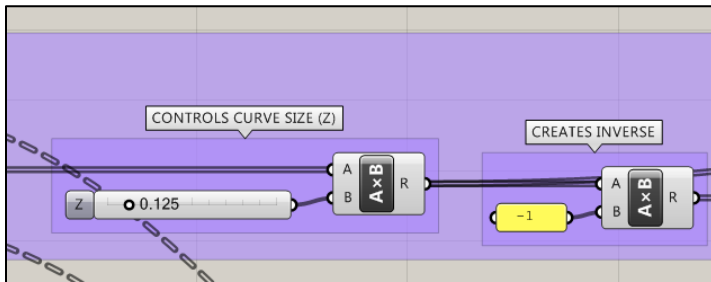 CONTROLS CURVE SIZE (Z)
CREATES INVERSE
A
B
A×B
R
Z
0.125
A
B
A×B
R
-1